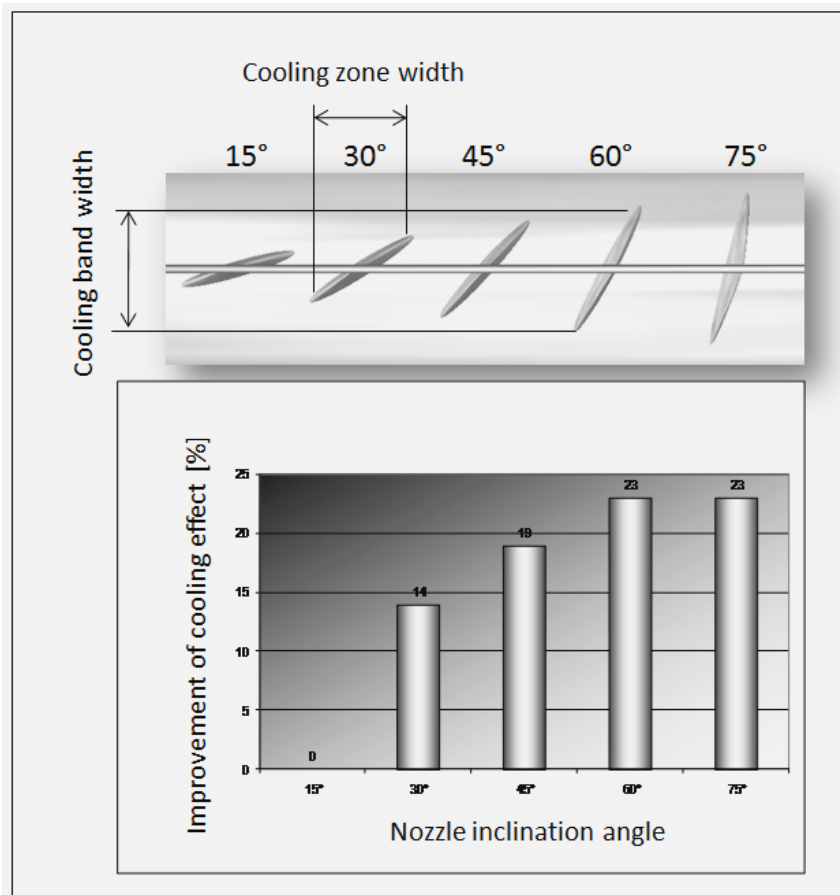 Cooling zone width
15° 30° 45° 60° 75°
Cooling band width
Improvement of cooling effect [%]
25
20
15
10
5
0
0
14
19
23
23
15° 30° 45° 60° 75°
Nozzle inclination angle